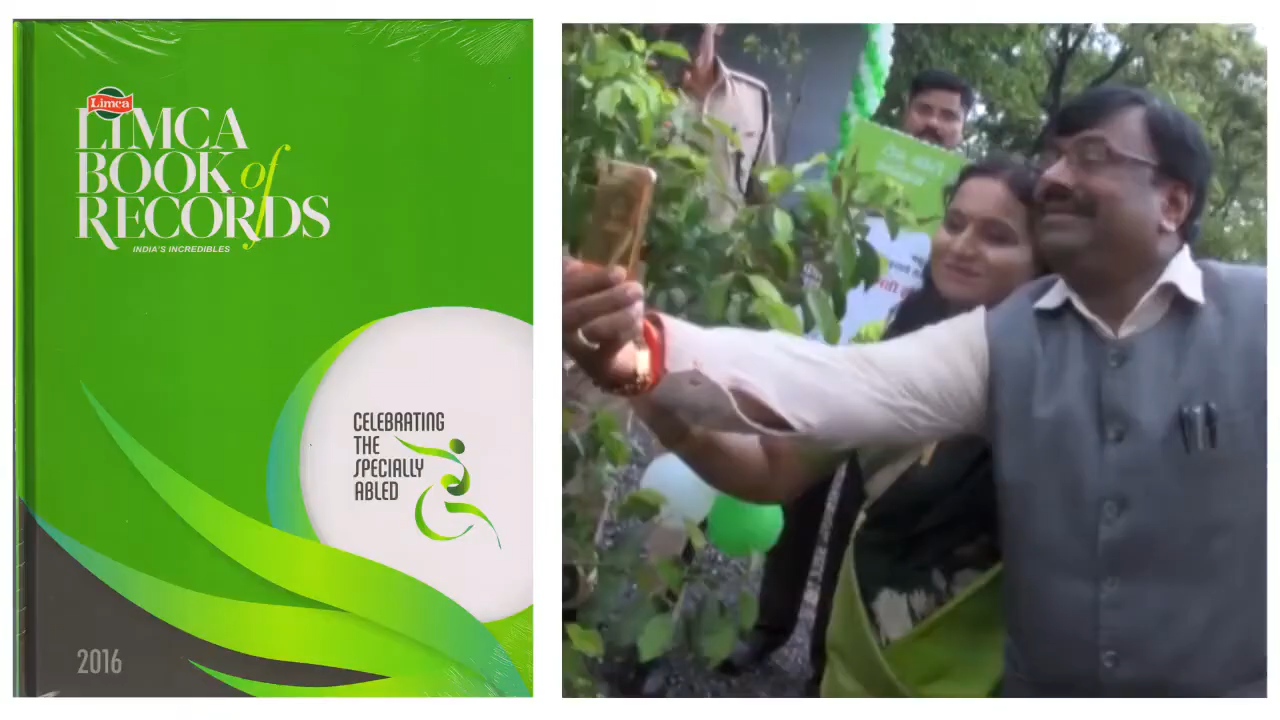 Limca
LIMCA
BOOK of
RECORDS
INDIA'S INCREDIBLES
CELEBRATING
THE
SPECIALLY
ABLED
2016